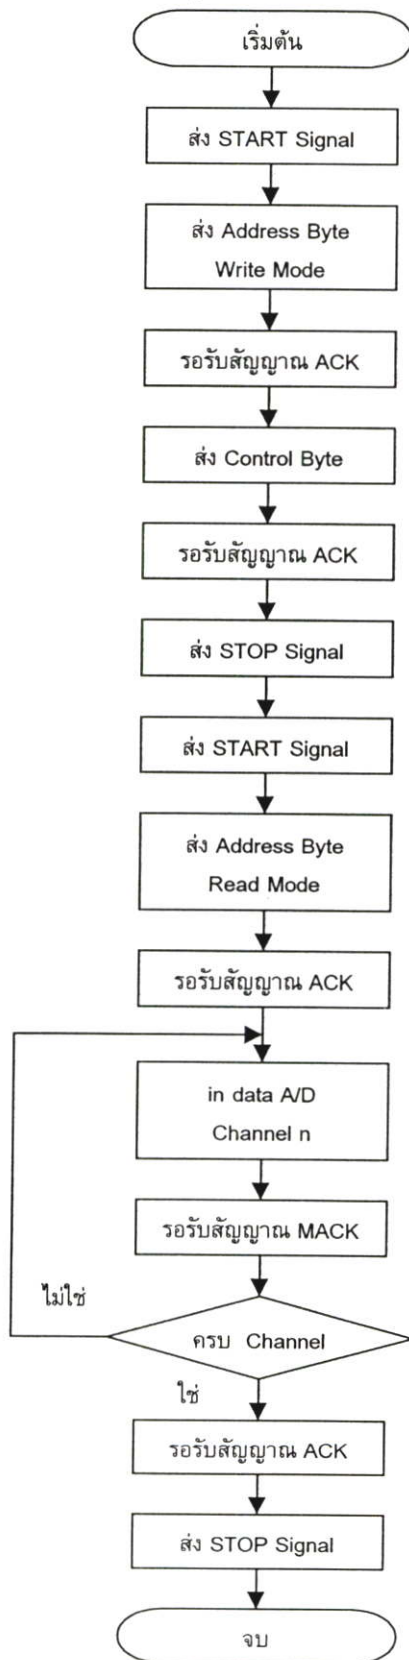 เริ่มต้น
ส่ง START Signal
ส่ง Address Byte
Write Mode
รอรับสัญญาณ ACK
ส่ง Control Byte
รอรับสัญญาณ ACK
ส่ง STOP Signal
ส่ง START Signal
ส่ง Address Byte
Read Mode
รอรับสัญญาณ ACK
in data A/D
Channel n
รอรับสัญญาณ MACK
ไม่ใช่
ครบ Channel
ใช่
รอรับสัญญาณ ACK
ส่ง STOP Signal
จบ